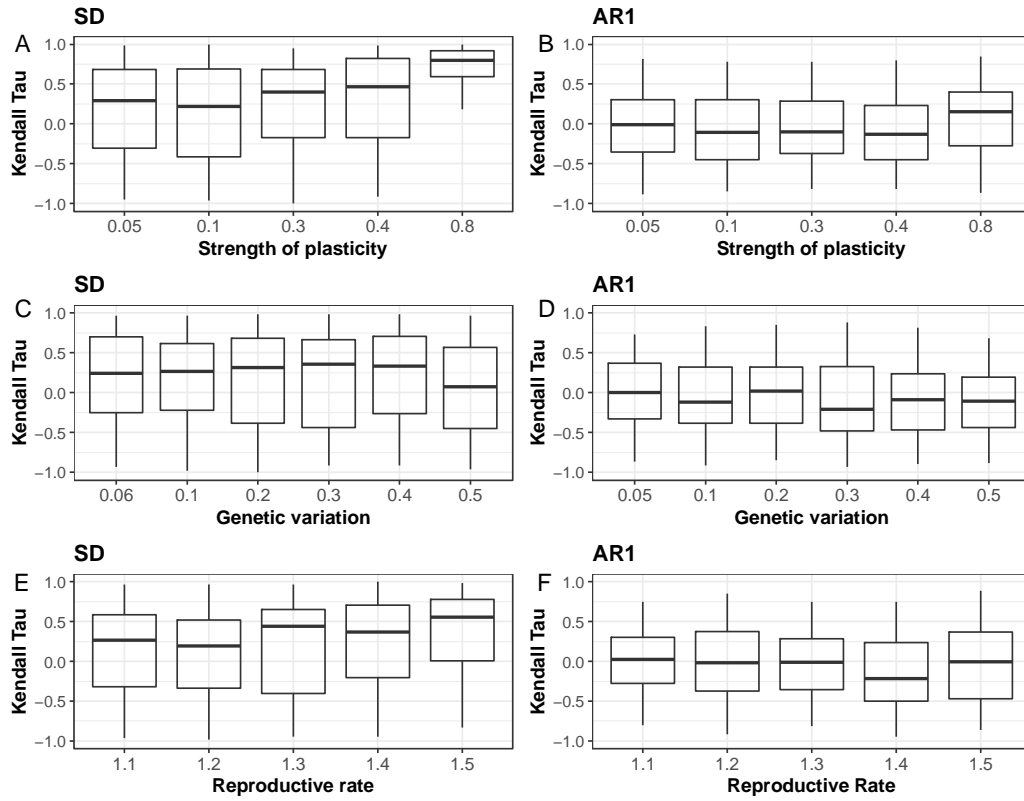 SD
AR1
A
B
Kendall Tau
1.0
0.5
0.0
−0.5
−1.0
0.05 0.1 0.3 0.4 0.8
Strength of plasticity
Kendall Tau
1.0
0.5
0.0
−0.5
−1.0
0.05 0.1 0.3 0.4 0.8
Strength of plasticity
SD
AR1
C
D
Kendall Tau
1.0
0.5
0.0
−0.5
−1.0
0.06 0.1 0.2 0.3 0.4 0.5
Genetic variation
Kendall Tau
1.0
0.5
0.0
−0.5
−1.0
0.05 0.1 0.2 0.3 0.4 0.5
Genetic variation
SD
AR1
E
F
Kendall Tau
1.0
0.5
0.0
−0.5
−1.0
1.1 1.2 1.3 1.4 1.5
Reproductive rate
Kendall Tau
1.0
0.5
0.0
−0.5
−1.0
1.1 1.2 1.3 1.4 1.5
Reproductive Rate